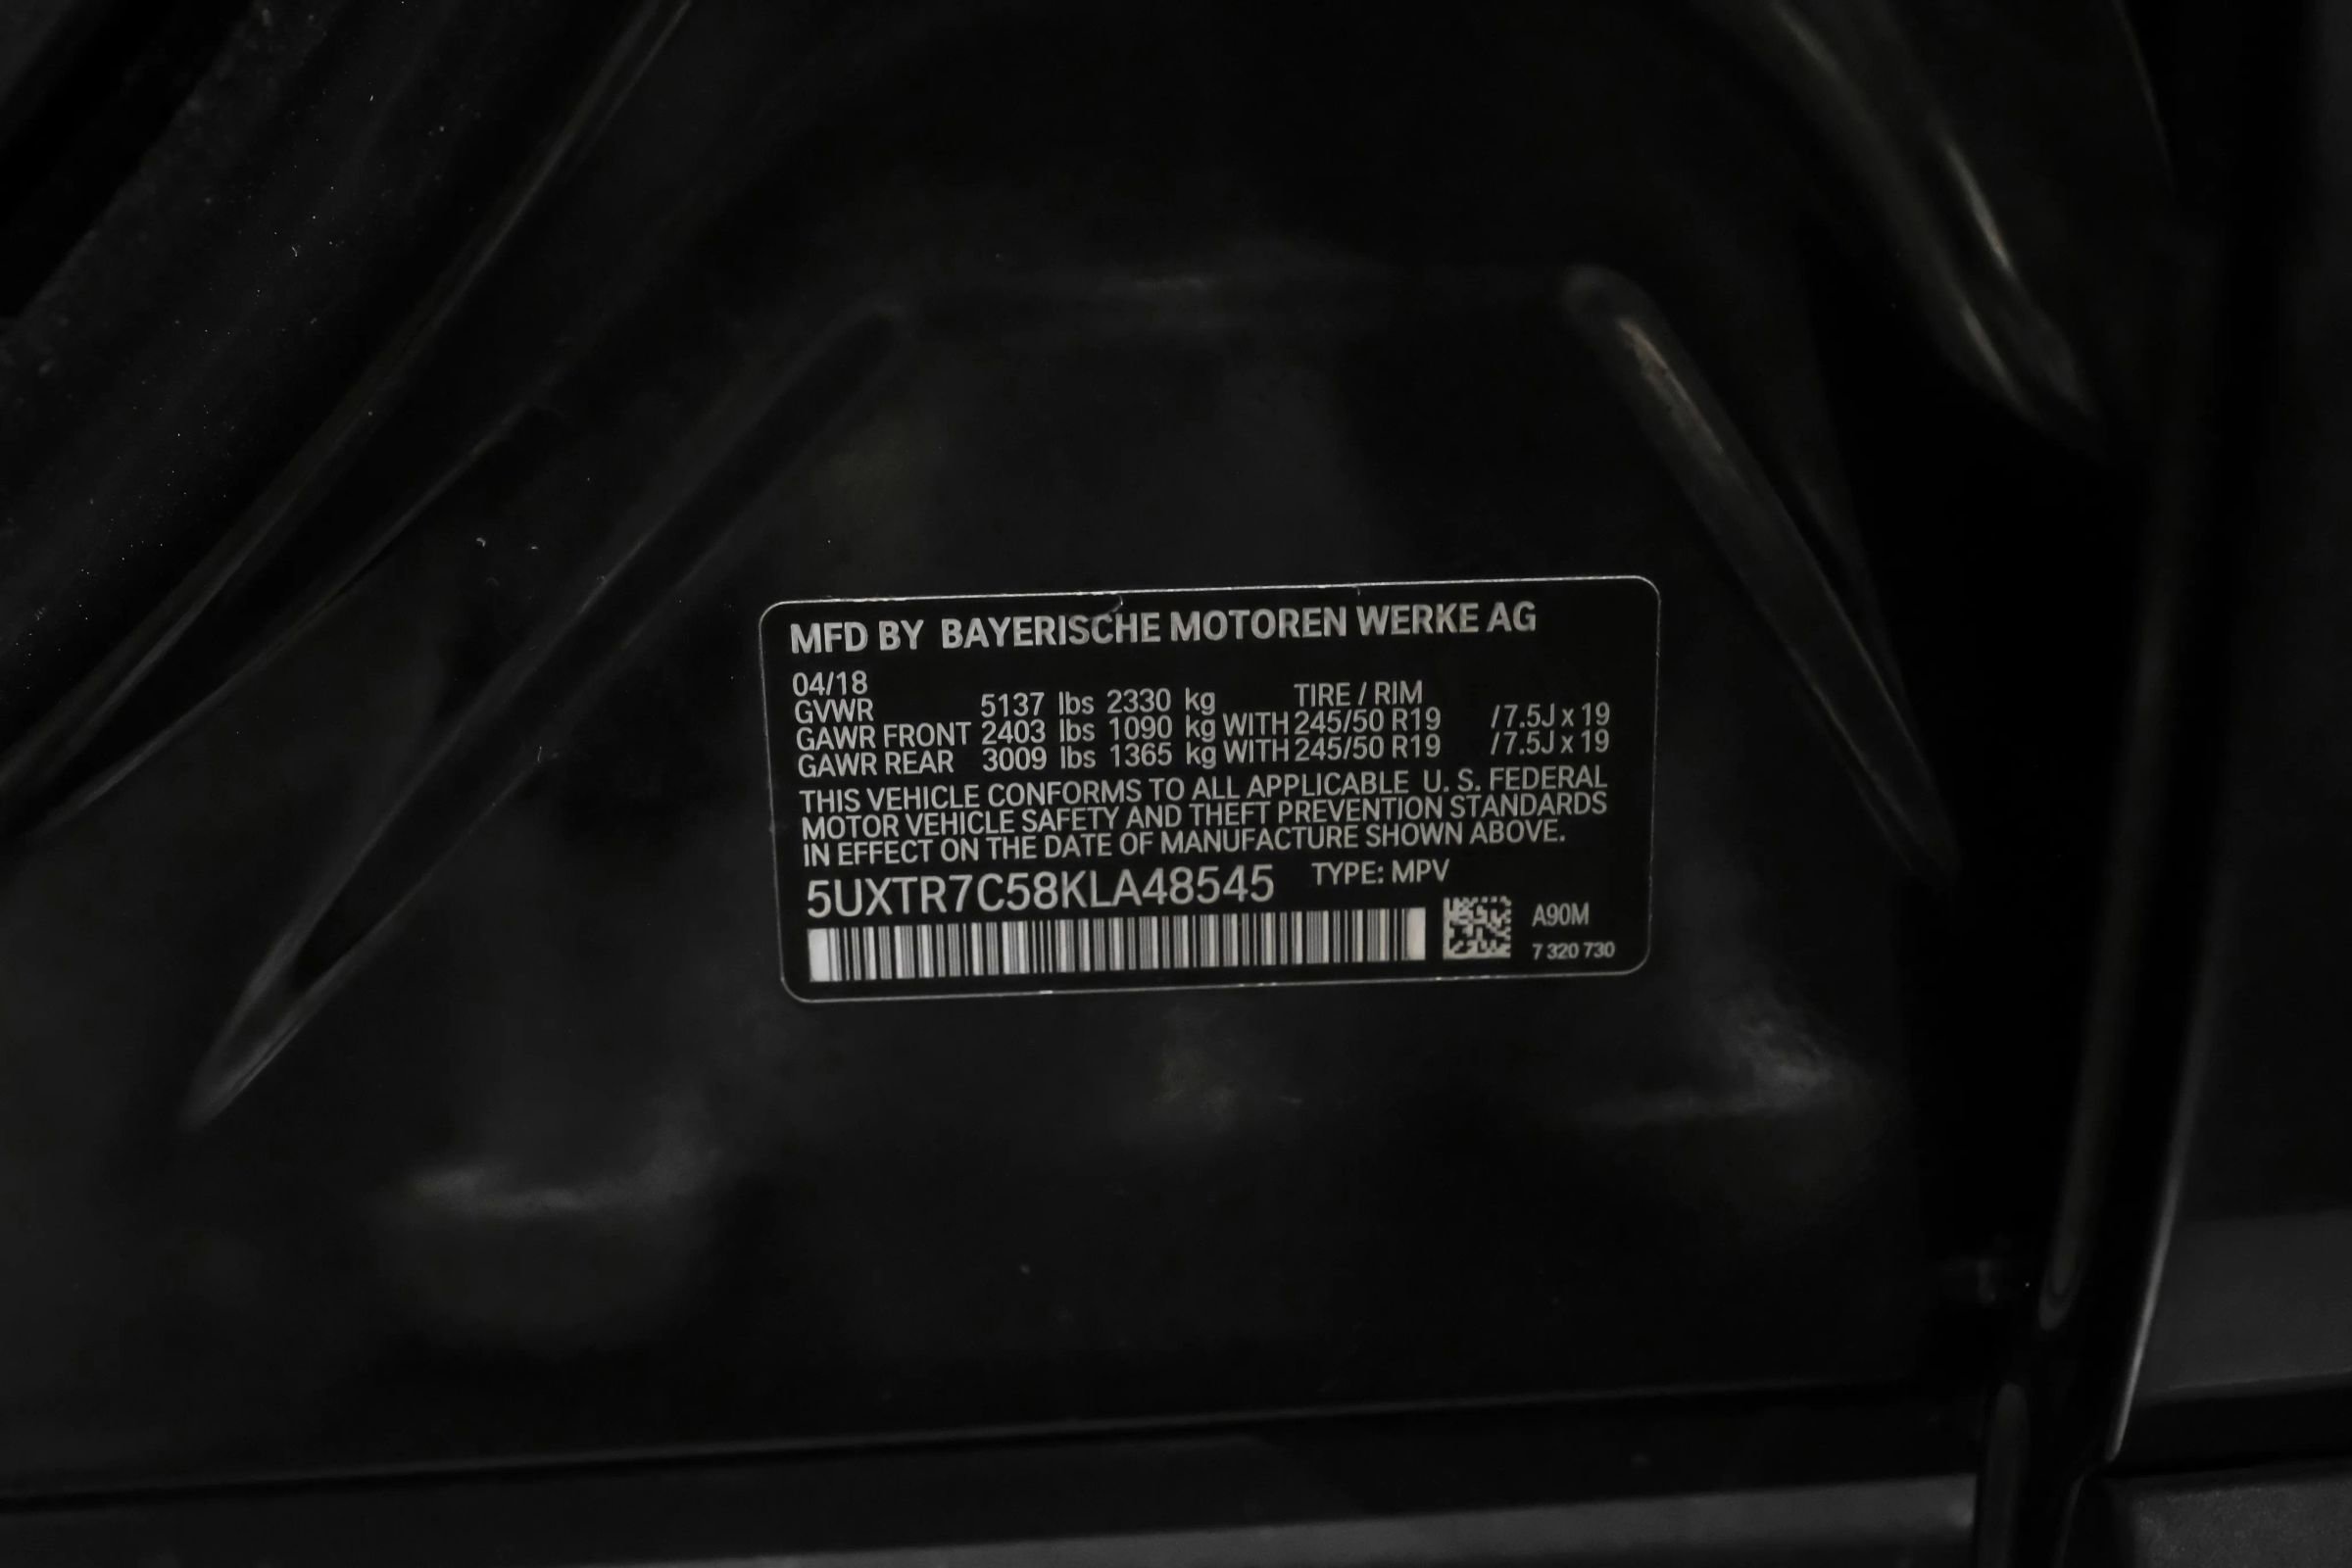 MFD BY BAYERISCHE MOTOREN WERKE AG
04/18
TIRE / RIM
GVWR 5137 lbs 2330 kg
GAWR FRONT 2403 lbs 1090 kg WITH 245/50 R19 / 7.5J x 19
GAWR REAR 3009 lbs 1365 kg WITH 245/50 R19 / 7.5J x 19
THIS VEHICLE CONFORMS TO ALL APPLICABLE U. S. FEDERAL
MOTOR VEHICLE SAFETY AND THEFT PREVENTION STANDARDS
IN EFFECT ON THE DATE OF MANUFACTURE SHOWN ABOVE.
5UXTR7C58KLA48545 TYPE: MPV
A90M
7 320 730